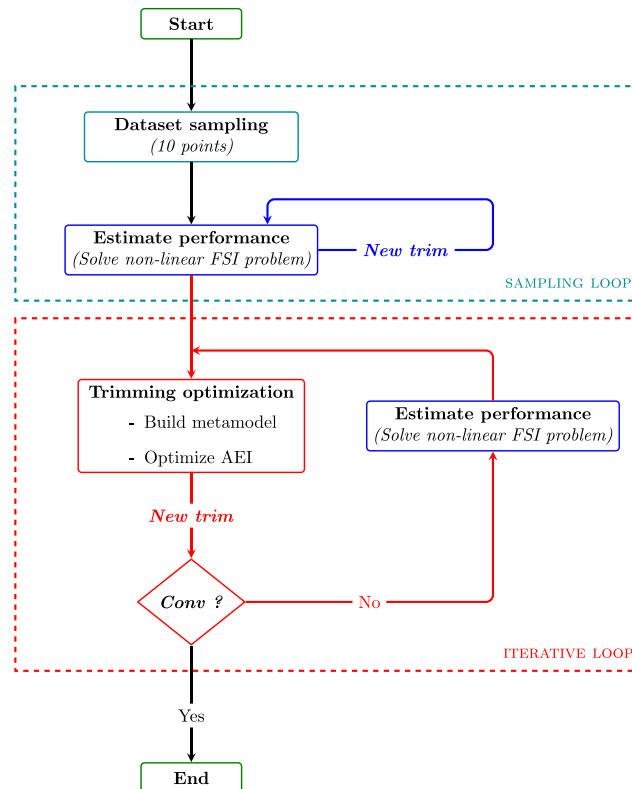 Start
Dataset sampling
(10 points)
Estimate performance
(Solve non-linear FSI problem)
New trim
SAMPLING LOOP
Trimming optimization
- Build metamodel
- Optimize AEI
Estimate performance
(Solve non-linear FSI problem)
New trim
Conv ?
No
ITERATIVE LOOP
Yes
End